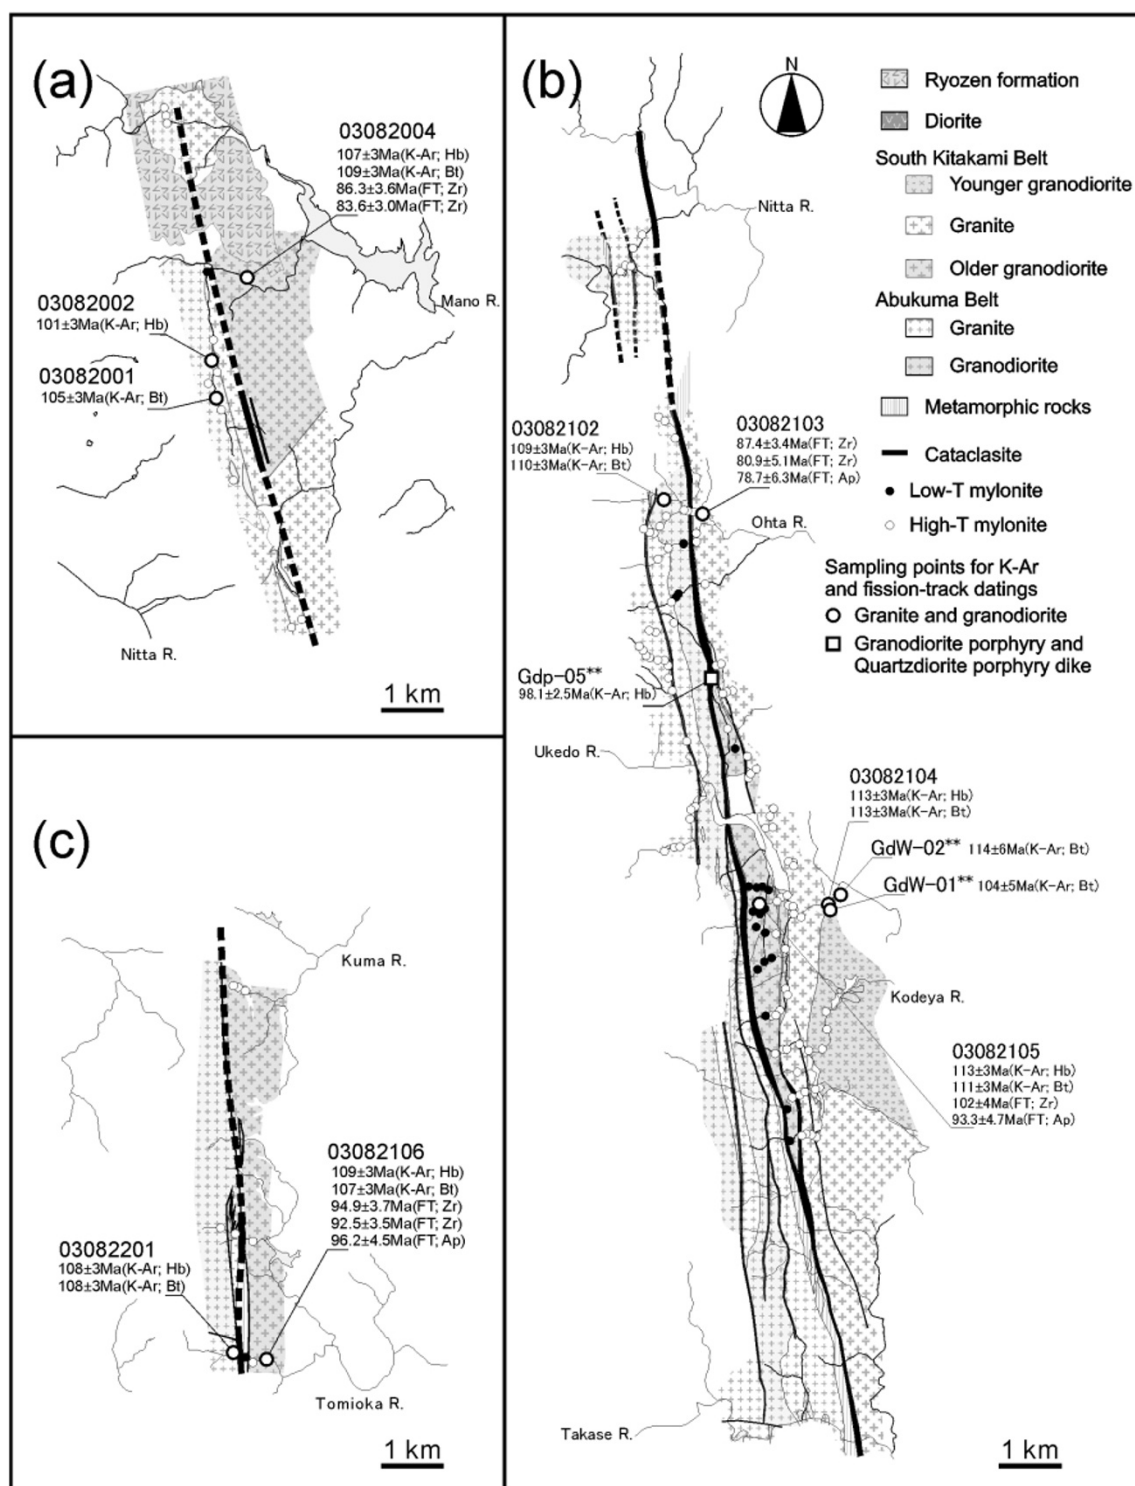 (a)
03082004
107±3Ma(K-Ar; Hb)
109±3Ma(K-Ar; Bt)
86.3±3.6Ma(FT; Zr)
83.6±3.0Ma(FT; Zr)
03082002
101±3Ma(K-Ar; Hb)
03082001
105±3Ma(K-Ar; Bt)
Mano R.
Nitta R.
1 km
(b)
N
Nitta R.
03082102
109±3Ma(K-Ar; Hb)
110±3Ma(K-Ar; Bt)
03082103
87.4±3.4Ma(FT; Zr)
80.9±5.1Ma(FT; Zr)
78.7±6.3Ma(FT; Ap)
Ohta R.
Gdp-05**
98.1±2.5Ma(K-Ar; Hb)
Ukedo R.
03082104
113±3Ma(K-Ar; Hb)
113±3Ma(K-Ar; Bt)
GdW-02** 114±6Ma(K-Ar; Bt)
GdW-01** 104±5Ma(K-Ar; Bt)
Kodeya R.
03082105
113±3Ma(K-Ar; Hb)
111±3Ma(K-Ar; Bt)
102±4Ma(FT; Zr)
93.3±4.7Ma(FT; Ap)
Takase R.
1 km
Ryozen formation
Diorite
South Kitakami Belt
Younger granodiorite
Granite
Older granodiorite
Abukuma Belt
Granite
Granodiorite
Metamorphic rocks
Cataclasite
Low-T mylonite
High-T mylonite
Sampling points for K-Ar
and fission-track datings
Granite and granodiorite
Granodiorite porphyry and
Quartzdiorite porphyry dike
(c)
Kuma R.
03082106
109±3Ma(K-Ar; Hb)
107±3Ma(K-Ar; Bt)
94.9±3.7Ma(FT; Zr)
92.5±3.5Ma(FT; Zr)
96.2±4.5Ma(FT; Ap)
03082201
108±3Ma(K-Ar; Hb)
108±3Ma(K-Ar; Bt)
Tomioka R.
1 km